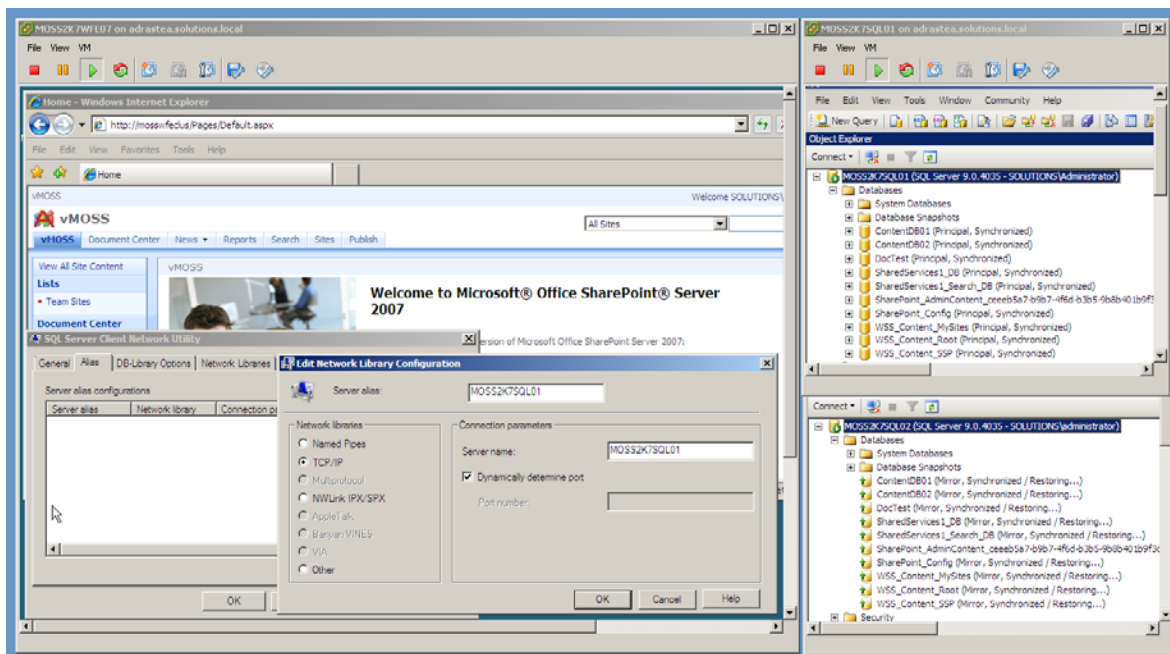 MOSS2K7WFE07 on adrastea.solutions.local
File View VM
Home - Windows Internet Explorer
http://mosswfeclus/Pages/Default.aspx
File Edit View Favorites Tools Help
Home
vMOSS
Welcome SOLUTIONS\
vMOSS
All Sites
vMOSS Document Center News Reports Search Sites Publish
View All Site Content
Lists
Team Sites
Document Center
vMOSS
Welcome to Microsoft® Office SharePoint® Server
2007
ersion of Microsoft Office SharePoint Server 2007:
SQL Server Client Network Utility
General Alias DB-Library Options Network Libraries
Server alias configurations
Server alias Network library Connection pa
OK
Edit Network Library Configuration
Server alias: MOSS2K7SQL01
Network libraries
Named Pipes
TCP/IP
Multiprotocol
NWLink IPX/SPX
AppleTalk
Banyan VINES
VIA
Other
Connection parameters
Server name: MOSS2K7SQL01
Dynamically determine port
Port number:
OK Cancel Help
MOSS2K7SQL01 on adrastea.solutions.local
File View VM
File Edit View Tools Window Community Help
New Query
Object Explorer
Connect
MOSS2K7SQL01 (SQL Server 9.0.4035 - SOLUTIONS\Administrator)
Databases
System Databases
Database Snapshots
ContentDB01 (Principal, Synchronized)
ContentDB02 (Principal, Synchronized)
DocTest (Principal, Synchronized)
SharedServices1_DB (Principal, Synchronized)
SharedServices1_Search_DB (Principal, Synchronized)
SharePoint_AdminContent_ceeeb5a7-b9b7-4f6d-b3b5-9b8b401b9f3
SharePoint_Config (Principal, Synchronized)
WSS_Content_MySites (Principal, Synchronized)
WSS_Content_Root (Principal, Synchronized)
WSS_Content_SSP (Principal, Synchronized)
Connect
MOSS2K7SQL02 (SQL Server 9.0.4035 - SOLUTIONS\administrator)
Databases
System Databases
Database Snapshots
ContentDB01 (Mirror, Synchronized / Restoring...)
ContentDB02 (Mirror, Synchronized / Restoring...)
DocTest (Mirror, Synchronized / Restoring...)
SharedServices1_DB (Mirror, Synchronized / Restoring...)
SharedServices1_Search_DB (Mirror, Synchronized / Restoring...)
SharePoint_AdminContent_ceeeb5a7-b9b7-4f6d-b3b5-9b8b401b9f3c
SharePoint_Config (Mirror, Synchronized / Restoring...)
WSS_Content_MySites (Mirror, Synchronized / Restoring...)
WSS_Content_Root (Mirror, Synchronized / Restoring...)
WSS_Content_SSP (Mirror, Synchronized / Restoring...)
Security